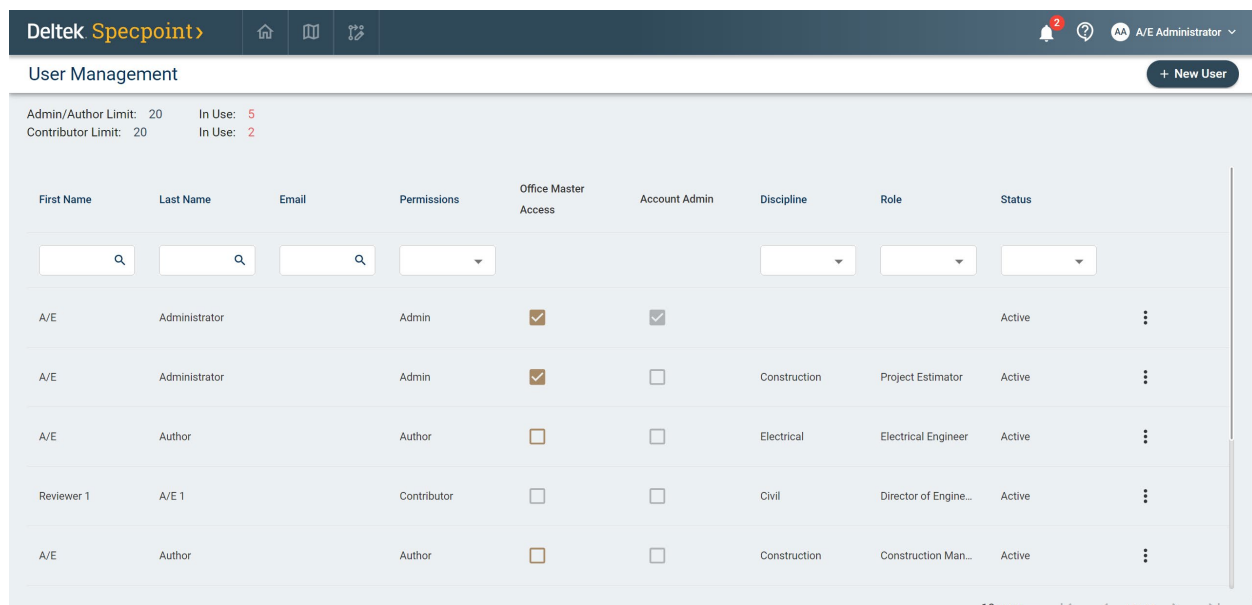 Deltek Specpoint
2
AA A/E Administrator
User Management
+ New User
Admin/Author Limit: 20 In Use: 5
Contributor Limit: 20 In Use: 2
First Name Last Name Email Permissions Office Master Access Account Admin Discipline Role Status
A/E Administrator Admin Active
A/E Administrator Admin Construction Project Estimator Active
A/E Author Author Electrical Electrical Engineer Active
Reviewer 1 A/E 1 Contributor Civil Director of Engine... Active
A/E Author Author Construction Construction Man... Active